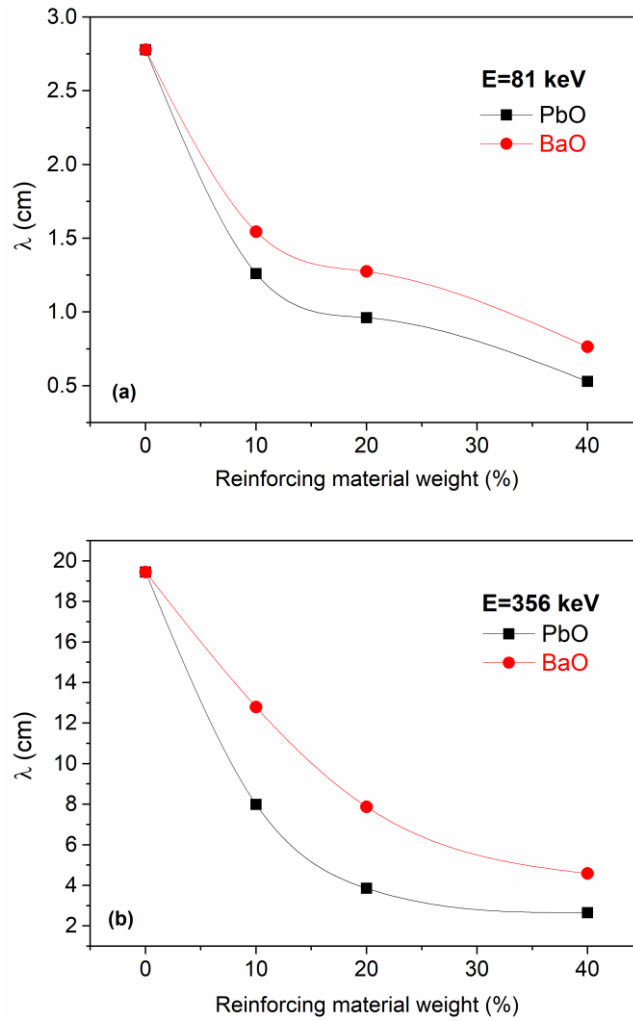 3.0
2.5
2.0
1.5
1.0
0.5
λ (cm)
E=81 keV
PbO
BaO
(a)
0 10 20 30 40
Reinforcing material weight (%)
20
18
16
14
12
10
8
6
4
2
λ (cm)
E=356 keV
PbO
BaO
(b)
0 10 20 30 40
Reinforcing material weight (%)